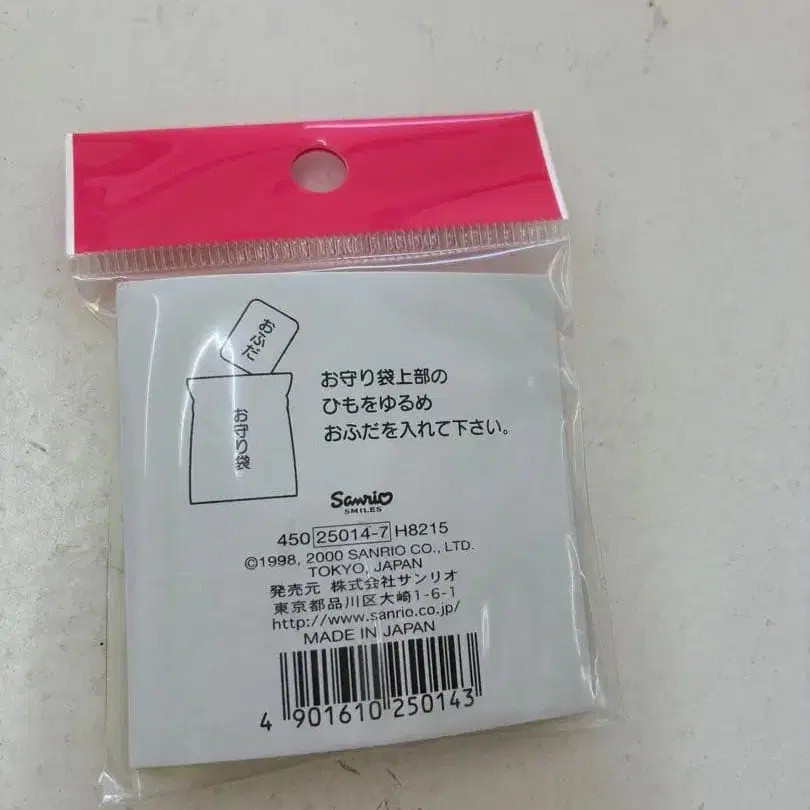 おふだ
お守り袋
お守り袋上部の
ひもをゆるめ
おふだを入れて下さい。
Sanrio
SMILES
450 25014-7 H8215
©1998, 2000 SANRIO CO., LTD.
TOKYO, JAPAN
発売元 株式会社サンリオ
東京都品川区大崎1-6-1
http://www.sanrio.co.jp/
MADE IN JAPAN
4 901610 250143